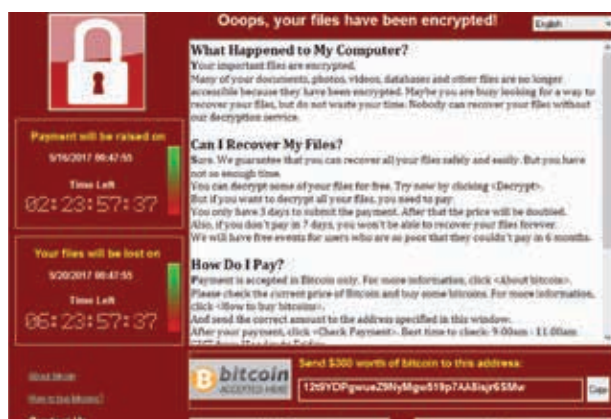 Ooops, your files have been encrypted!
English
What Happened to My Computer?
Your important files are encrypted.
Many of your documents, photos, videos, databases and other files are no longer
accessible because they have been encrypted. Maybe you are busy looking for a way to
recover your files, but do not waste your time. Nobody can recover your files without
our decryption service.
Can I Recover My Files?
Sure. We guarantee that you can recover all your files safely and easily. But you have
not so enough time.
You can decrypt some of your files for free. Try now by clicking <Decrypt>.
But if you want to decrypt all your files, you need to pay.
You only have 3 days to submit the payment. After that the price will be doubled.
Also, if you don't pay in 7 days, you won't be able to recover your files forever.
We will have free events for users who are so poor that they couldn't pay in 6 months.
How Do I Pay?
Payment is accepted in Bitcoin only. For more information, click <About bitcoin>.
Please check the current price of Bitcoin and buy some bitcoins. For more information,
click <How to buy bitcoins>.
And send the correct amount to the address specified in this window.
After your payment, click <Check Payment>. Best time to check: 9:00am - 11:00am
Payment will be raised on
5/16/2017 00:47:55
Time Left
02:23:57:37
Your files will be lost on
5/20/2017 00:47:55
Time Left
06:23:57:37
About bitcoin
How to buy bitcoins?
bitcoin
ACCEPTED HERE
Send $300 worth of bitcoin to this address:
Copy